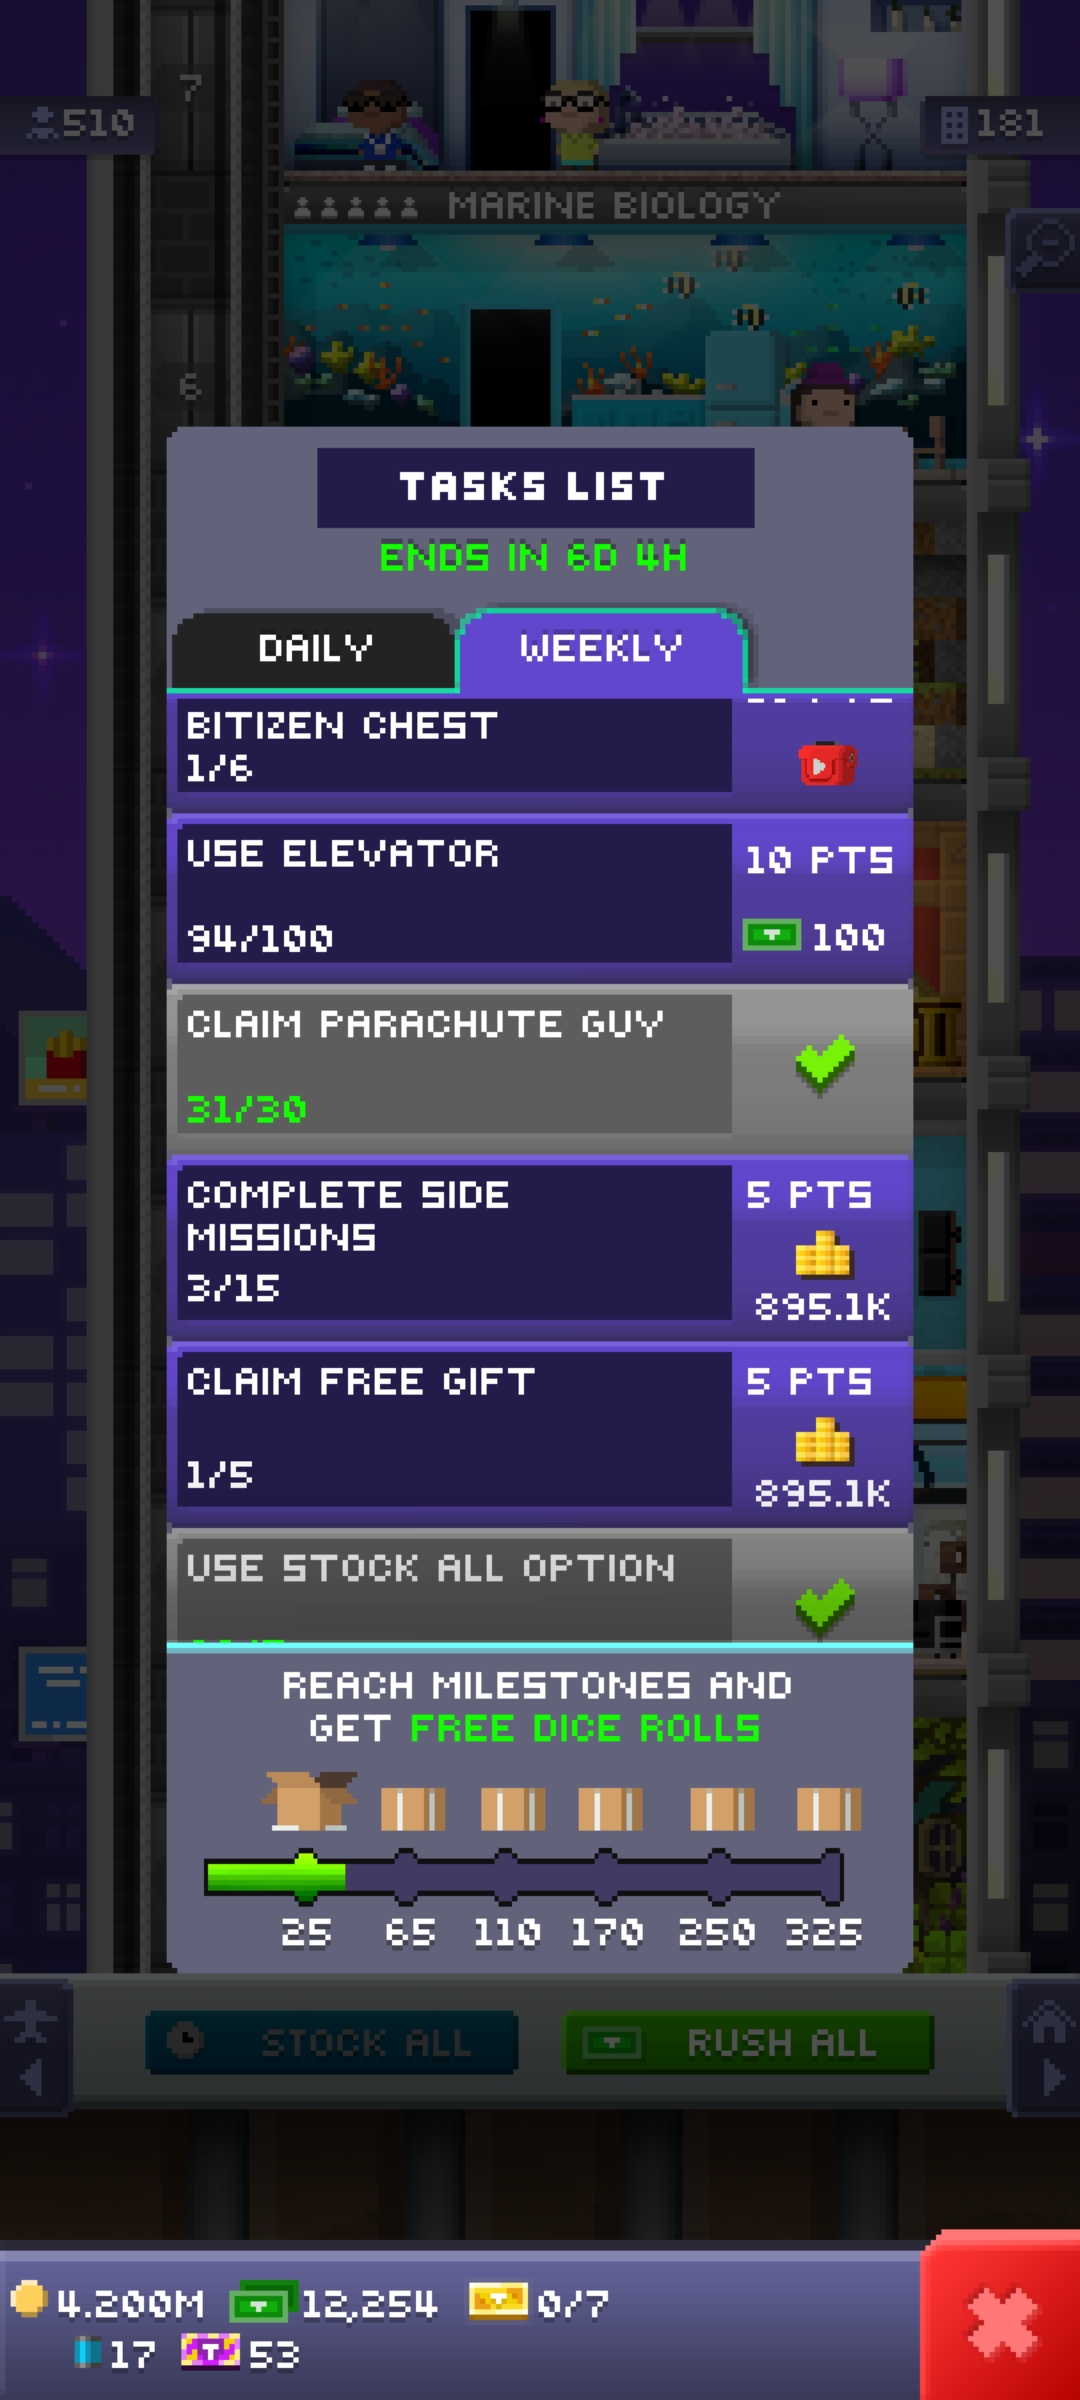 7
510
181
MARINE BIOLOGY
6
TASKS LIST
ENDS IN 6D 4H
DAILY
WEEKLY
BITIZEN CHEST
1/6
USE ELEVATOR
10 PTS
94/100
100
CLAIM PARACHUTE GUY
31/30
COMPLETE SIDE
MISSIONS
5 PTS
3/15
895.1K
CLAIM FREE GIFT
5 PTS
1/5
895.1K
USE STOCK ALL OPTION
REACH MILESTONES AND
GET FREE DICE ROLLS
25 65 110 170 250 325
STOCK ALL
RUSH ALL
4.200M 12,254 0/7
17 53